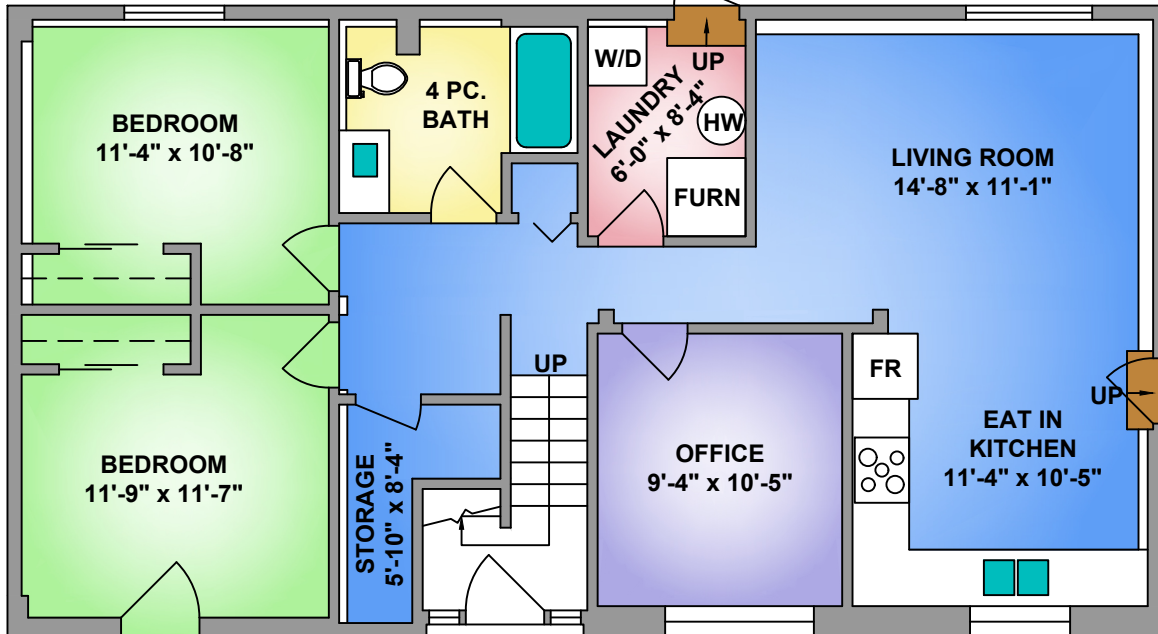 BEDROOM
11'-4" x 10'-8"
4 PC.
BATH
W/D
UP
LAUNDRY
6'-0" x 8'-4"
HW
FURN
LIVING ROOM
14'-8" x 11'-1"
BEDROOM
11'-9" x 11'-7"
STORAGE
5'-10" x 8'-4"
UP
OFFICE
9'-4" x 10'-5"
FR
UP
EAT IN
KITCHEN
11'-4" x 10'-5"